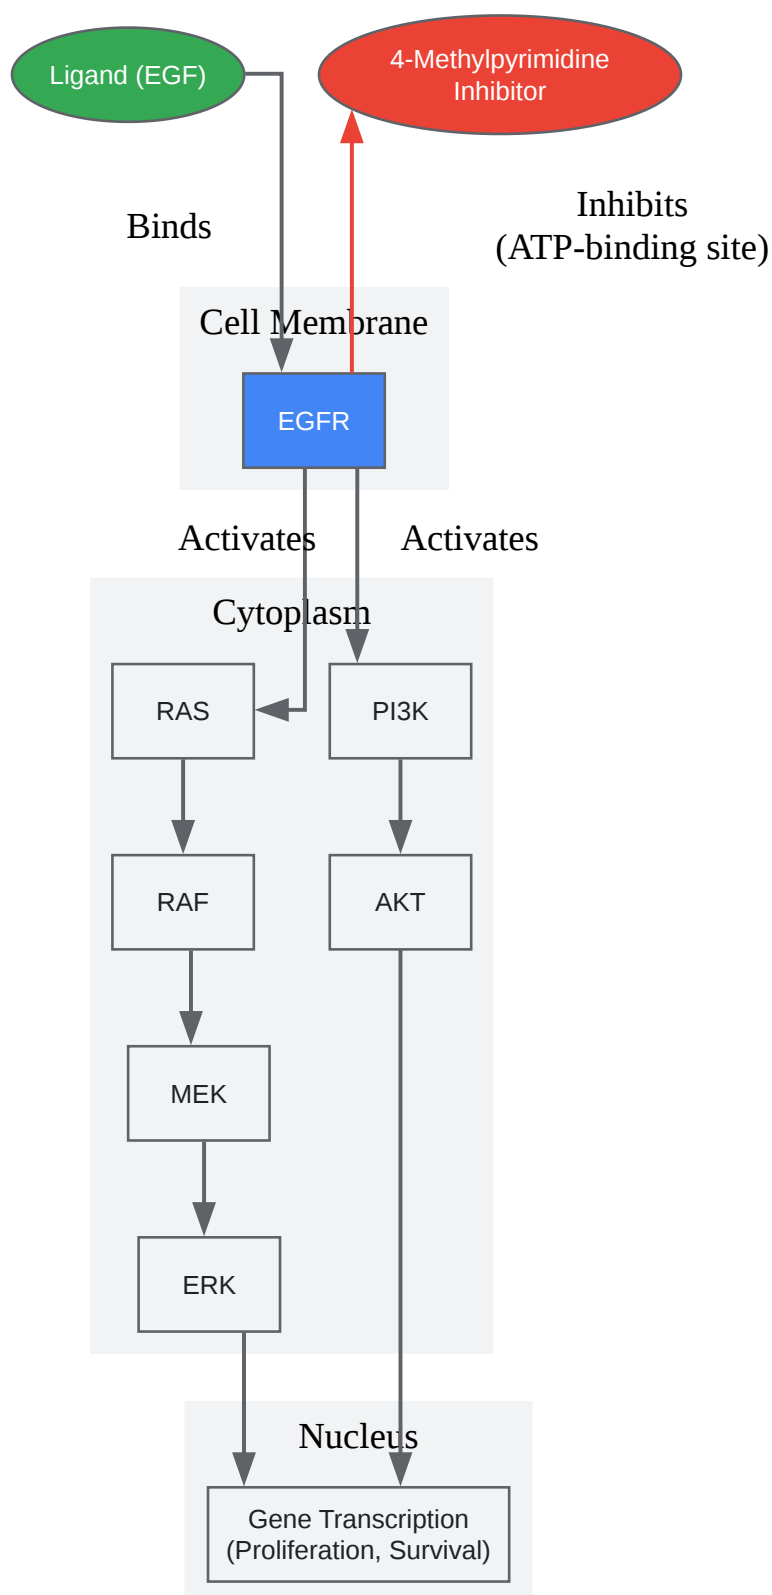 Ligand (EGF)
4-Methylpyrimidine
Inhibitor
Binds
Inhibits
(ATP-binding site)
Cell Membrane
EGFR
Activates
Activates
Cytoplasm
RAS
PI3K
RAF
AKT
MEK
ERK
Nucleus
Gene Transcription
(Proliferation, Survival)